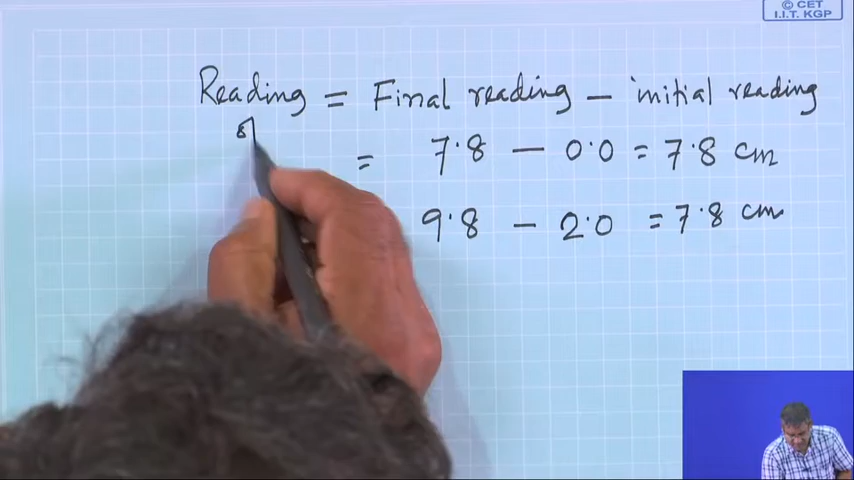 © CET
I.I.T. KGP
Reading = Final reading – initial reading
= 7.8 – 0.0 = 7.8 cm
9.8 – 2.0 = 7.8 cm